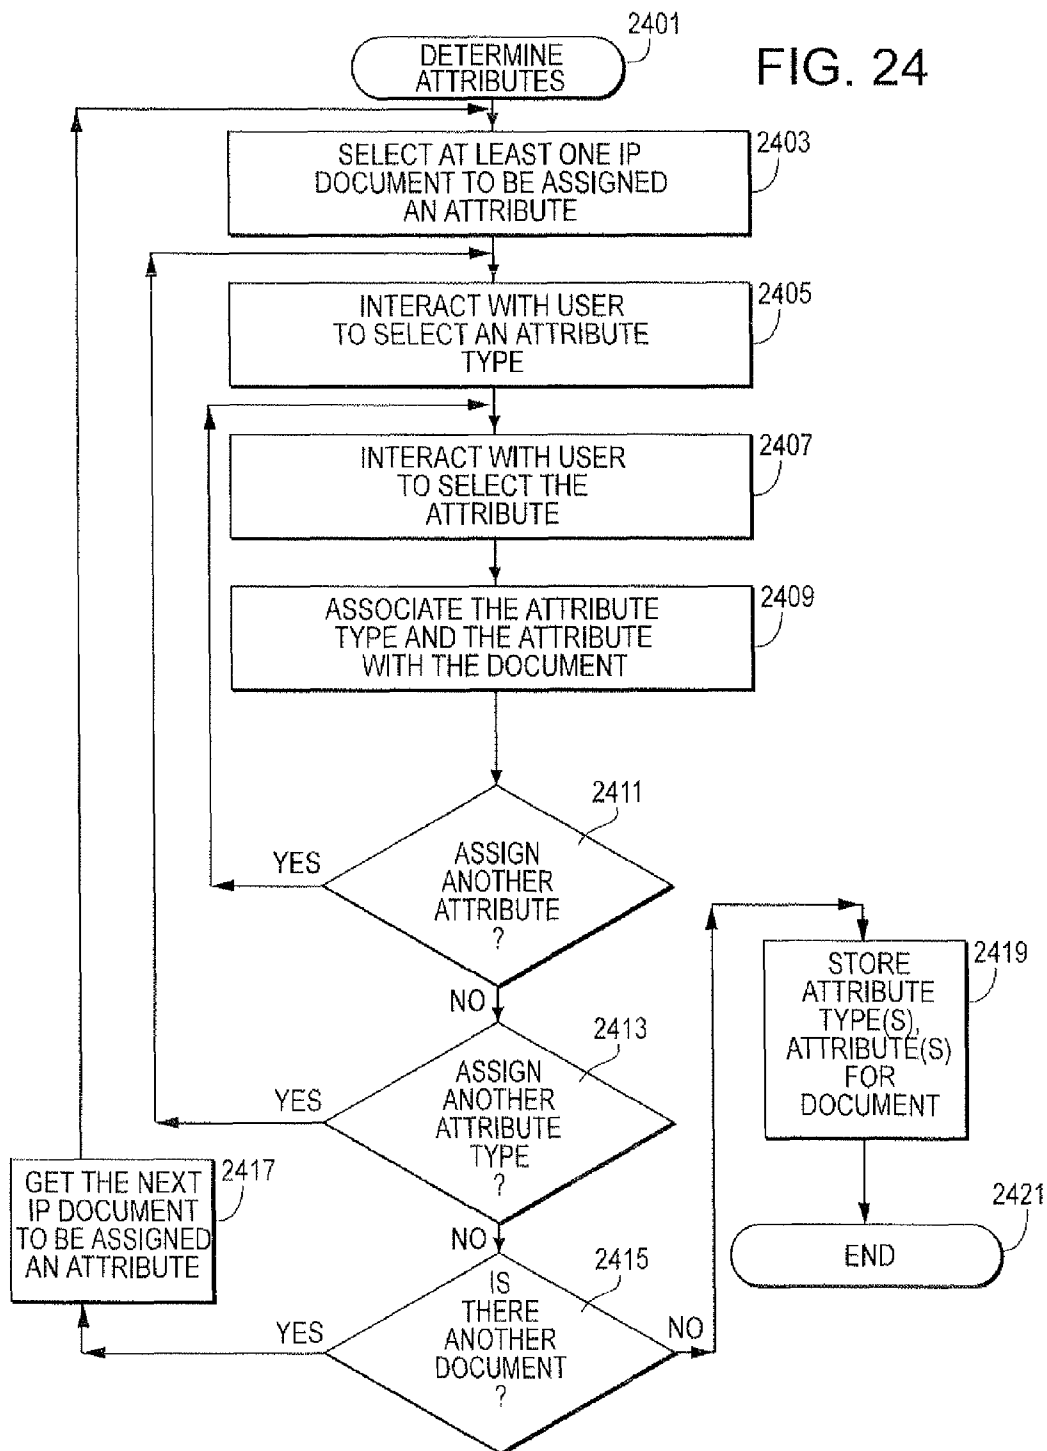 2401
DETERMINE
ATTRIBUTES
FIG. 24
2403
SELECT AT LEAST ONE IP
DOCUMENT TO BE ASSIGNED
AN ATTRIBUTE
2405
INTERACT WITH USER
TO SELECT AN ATTRIBUTE
TYPE
2407
INTERACT WITH USER
TO SELECT THE
ATTRIBUTE
2409
ASSOCIATE THE ATTRIBUTE
TYPE AND THE ATTRIBUTE
WITH THE DOCUMENT
2411
YES
ASSIGN
ANOTHER
ATTRIBUTE
?
NO
2413
YES
ASSIGN
ANOTHER
ATTRIBUTE
TYPE
?
NO
2417
GET THE NEXT
IP DOCUMENT
TO BE ASSIGNED
AN ATTRIBUTE
2415
YES
IS
THERE
ANOTHER
DOCUMENT
?
NO
2419
STORE
ATTRIBUTE
TYPE(S),
ATTRIBUTE(S)
FOR
DOCUMENT
2421
END